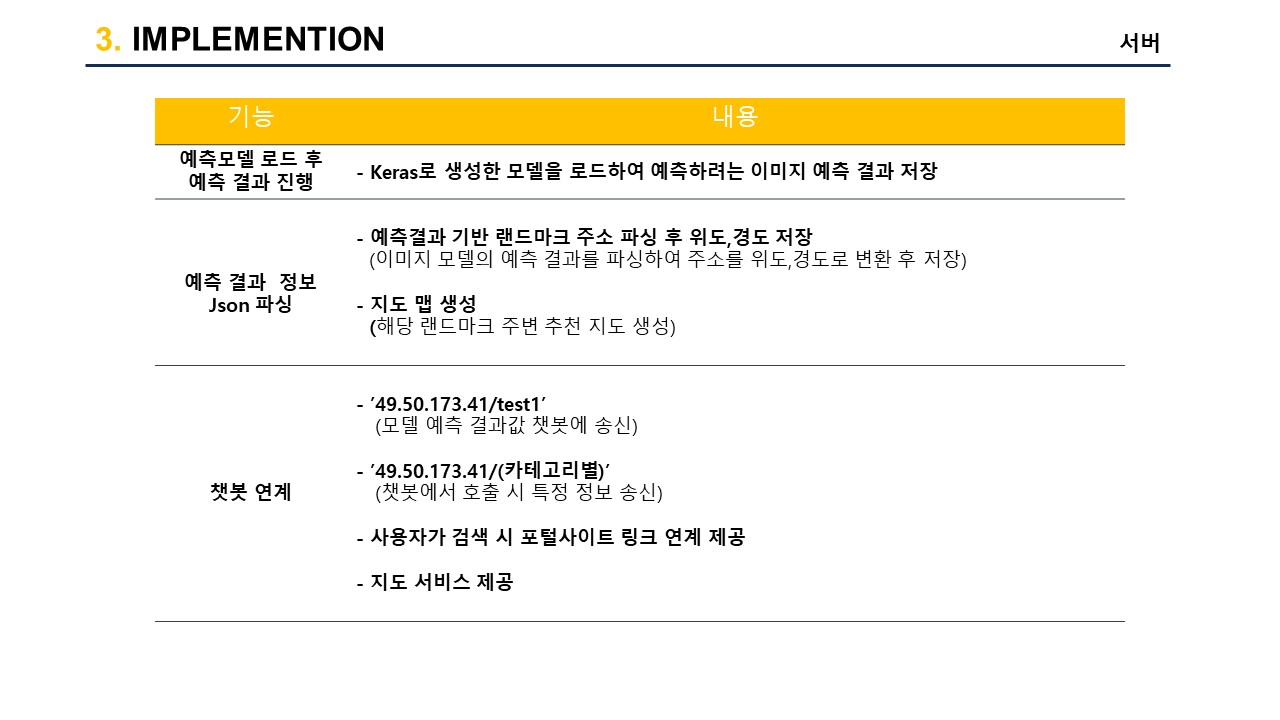 3. IMPLEMENTION
서버
기능
내용
예측모델 로드 후
예측 결과 진행
- Keras로 생성한 모델을 로드하여 예측하려는 이미지 예측 결과 저장
예측 결과 정보
Json 파싱
- 예측결과 기반 랜드마크 주소 파싱 후 위도,경도 저장
(이미지 모델의 예측 결과를 파싱하여 주소를 위도,경도로 변환 후 저장)
- 지도 맵 생성
(해당 랜드마크 주변 추천 지도 생성)
챗봇 연계
- ’49.50.173.41/test1’
(모델 예측 결과값 챗봇에 송신)
- ’49.50.173.41/(카테고리별)’
(챗봇에서 호출 시 특정 정보 송신)
- 사용자가 검색 시 포털사이트 링크 연계 제공
- 지도 서비스 제공